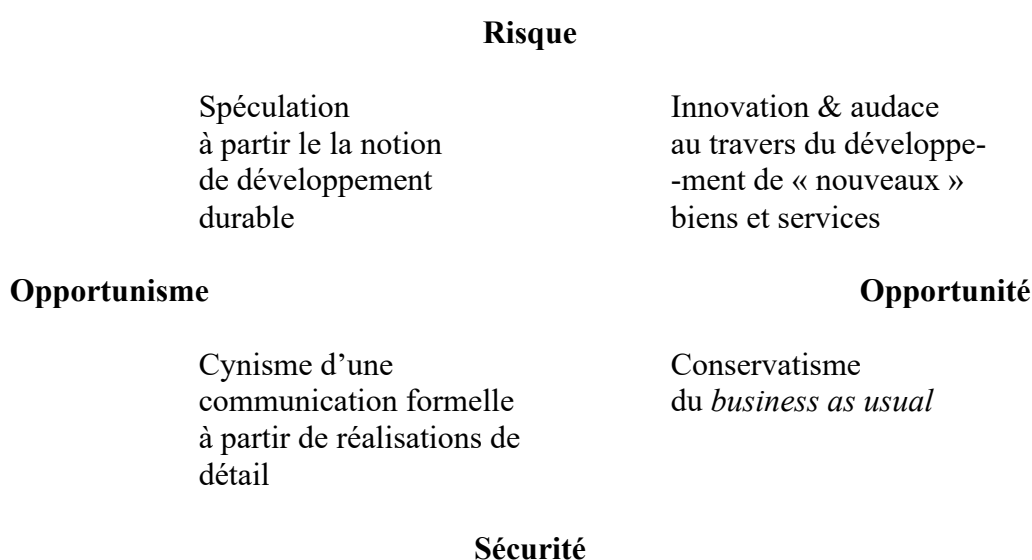 Risque
Spéculation
à partir le la notion
de développement
durable
Innovation & audace
au travers du développe-
-ment de « nouveaux »
biens et services
Opportunisme
Opportunité
Cynisme d’une
communication formelle
à partir de réalisations de
détail
Conservatisme
du business as usual
Sécurité